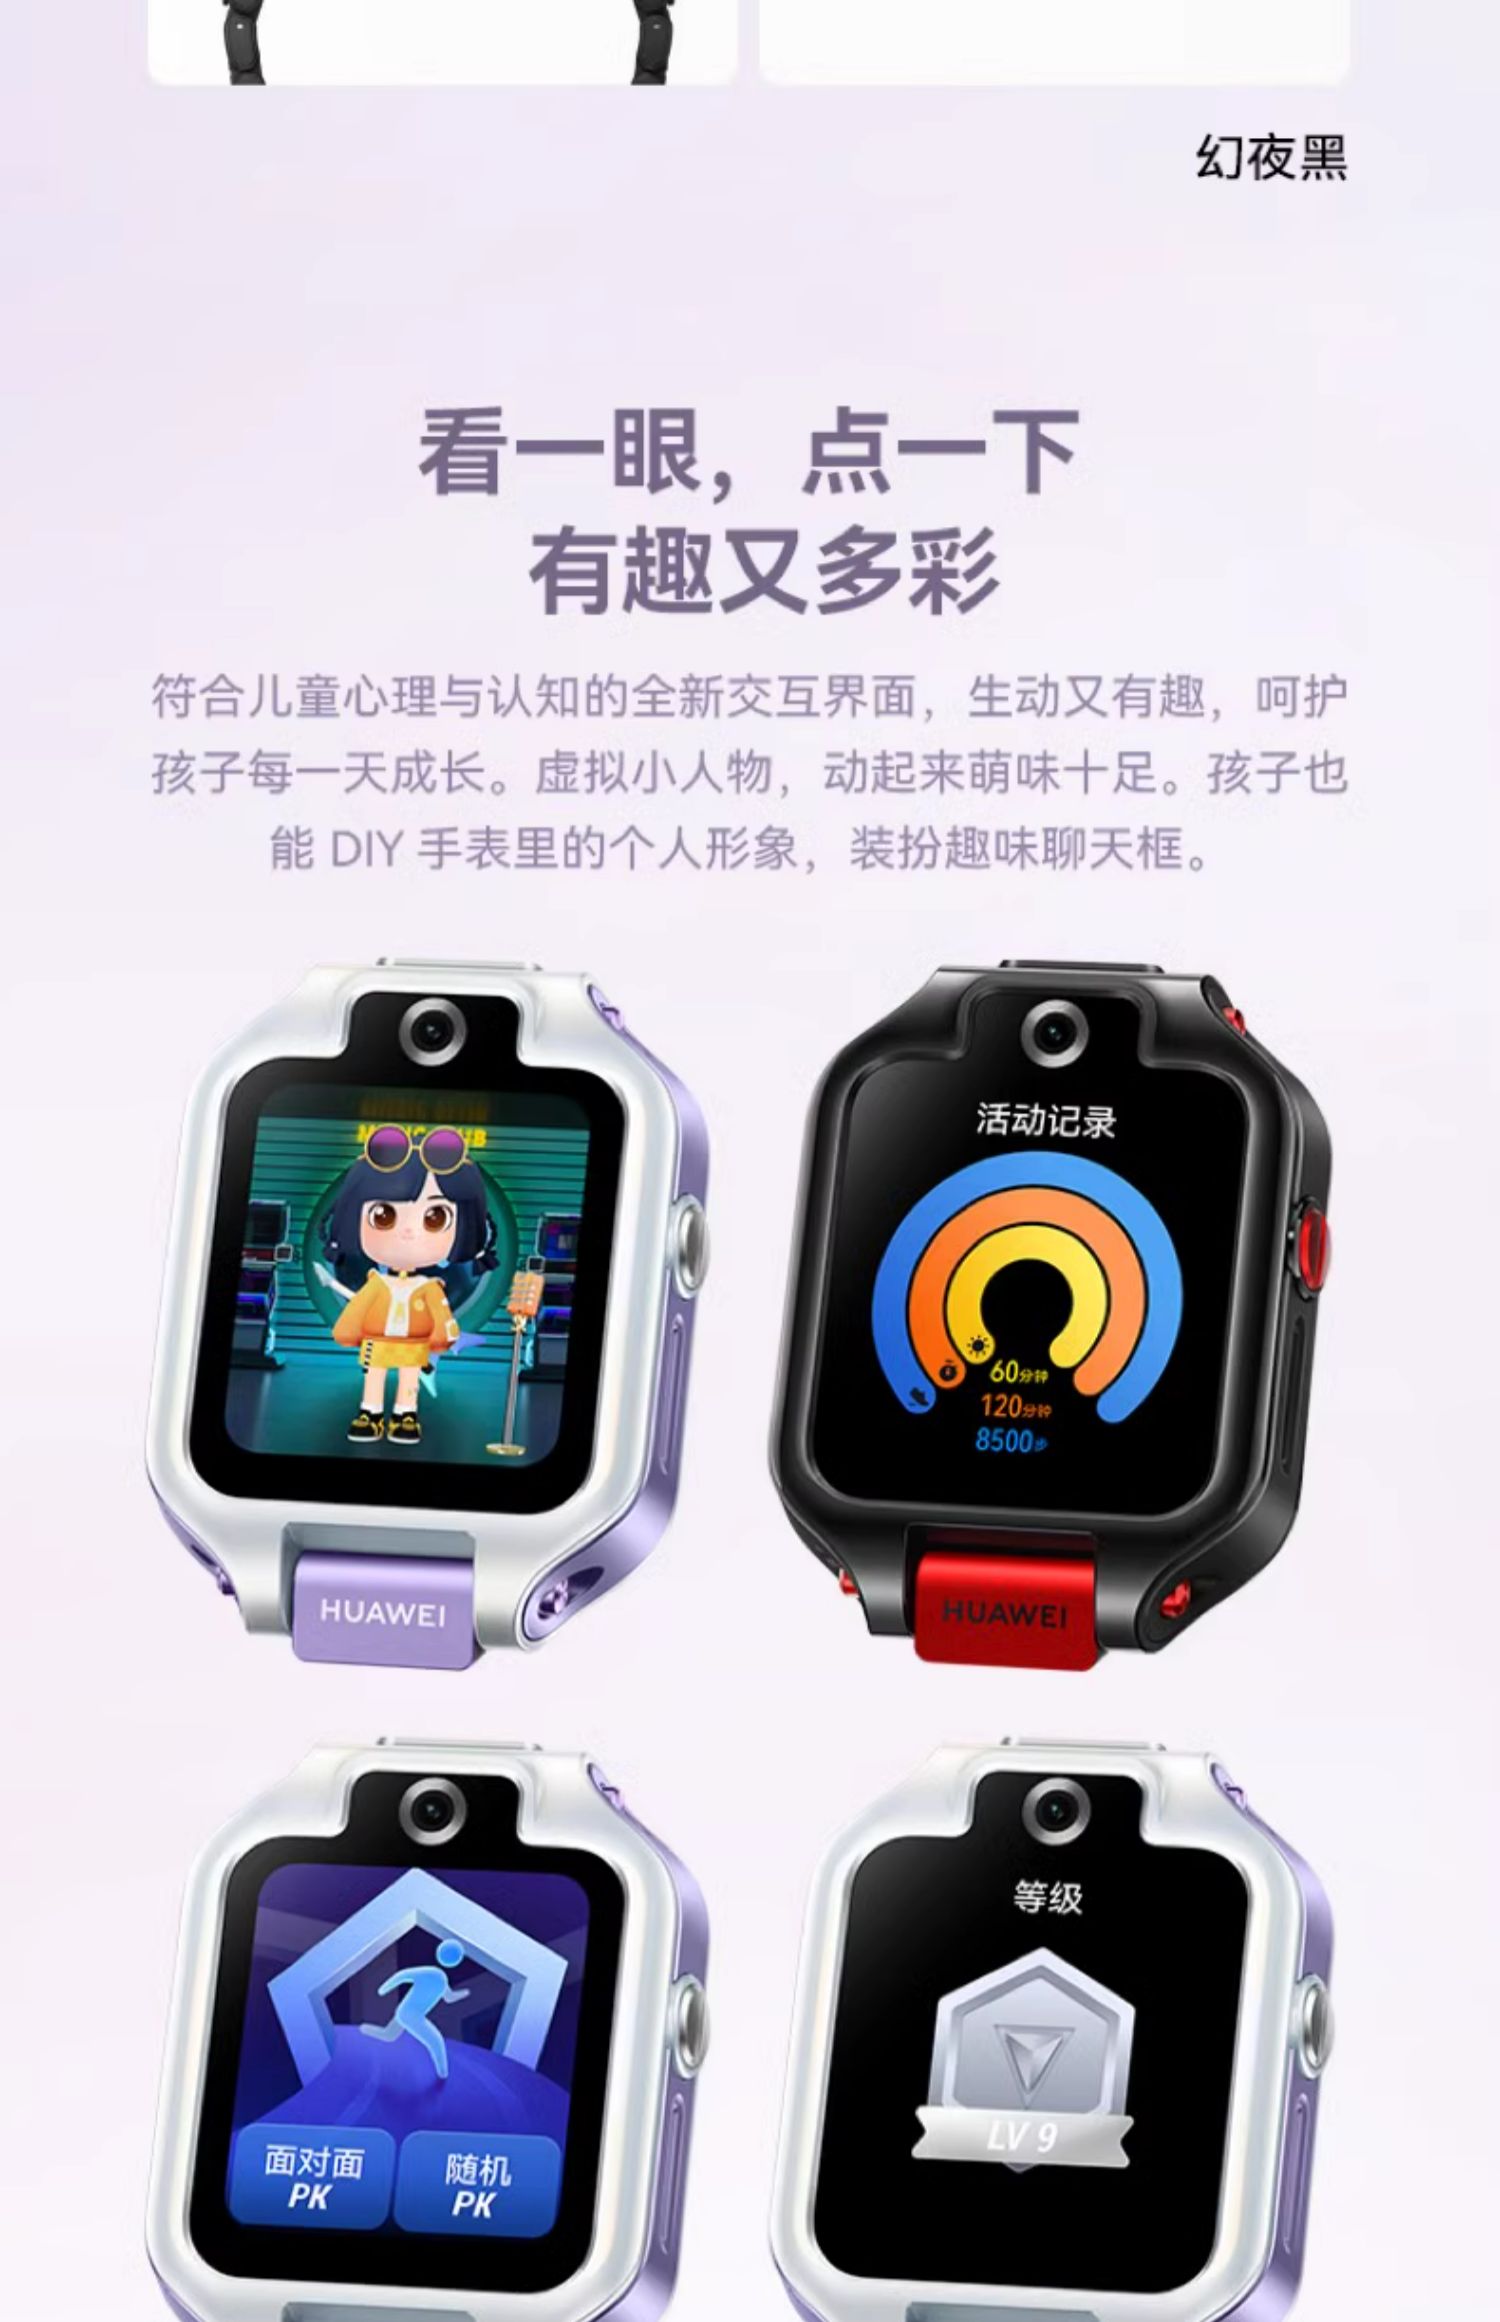 幻夜黑
看一眼，点一下
有趣又多彩
符合儿童心理与认知的全新交互界面，生动又有趣，呵护
孩子每一天成长。虚拟小人物，动起来萌味十足。孩子也
能 DIY 手表里的个人形象，装扮趣味聊天框。
HUAWEI
活动记录
60分钟
120分钟
8500步
HUAWEI
面对面
PK
随机
PK
等级
LV 9